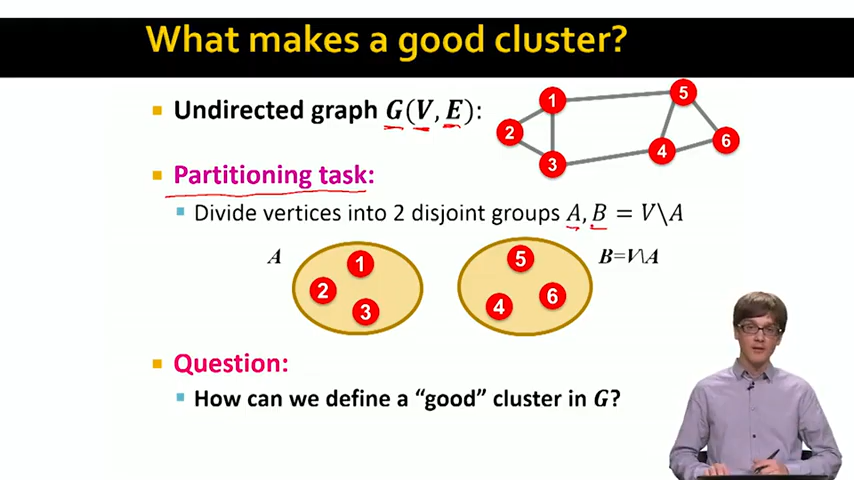 What makes a good cluster?
▪ Undirected graph G(V, E):
1
5
2
6
4
3
▪ Partitioning task:
▪ Divide vertices into 2 disjoint groups A, B = V\A
A
1
2
3
5
4
6
B=V\A
▪ Question:
▪ How can we define a “good” cluster in G?